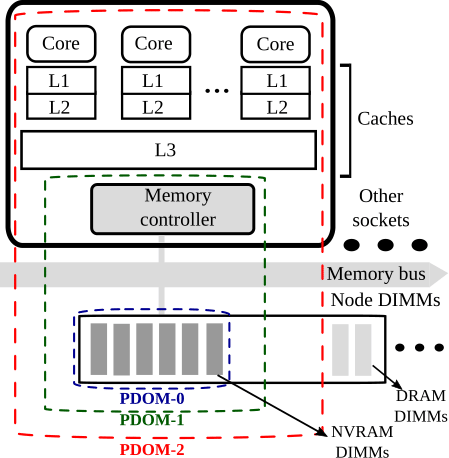 Core Core Core
L1 L1 L1
...
L2 L2 L2
Caches
L3
Memory
controller
Other
sockets
Memory bus
Node DIMMs
DRAM
DIMMs
PDOM-0
PDOM-1
NVRAM
DIMMs
PDOM-2